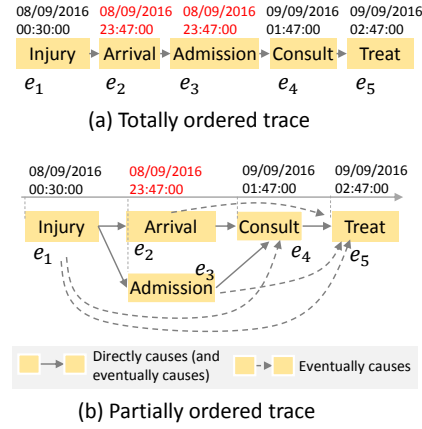 08/09/2016 08/09/2016 08/09/2016 09/09/2016 09/09/2016
00:30:00 23:47:00 23:47:00 01:47:00 02:47:00
Injury Arrival Admission Consult Treat
e1 e2 e3 e4 e5
(a) Totally ordered trace
08/09/2016 08/09/2016 09/09/2016 09/09/2016
00:30:00 23:47:00 01:47:00 02:47:00
Injury Arrival Consult Treat
e1 e2 e3 e4 e5
Admission
Directly causes (and Eventually causes
eventually causes)
(b) Partially ordered trace